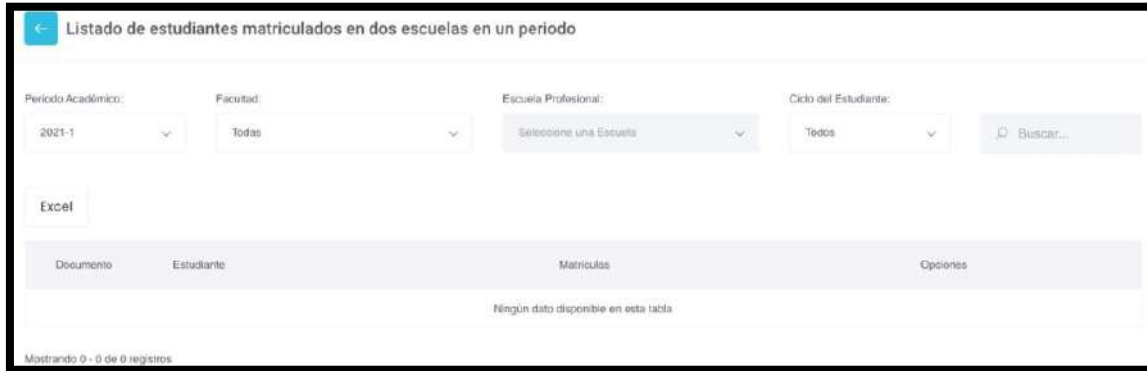 Listado de estudiantes matriculados en dos escuelas en un periodo
Período Académico: Facultad: Escuela Profesional: Ciclo del Estudiante:
2021-1 Todas Seleccione una Escuela Todos Buscar...
Excel
Documento Estudiante Matriculas Opciones
Ningún dato disponible en esta tabla
Mostrando 0 - 0 de 0 registros